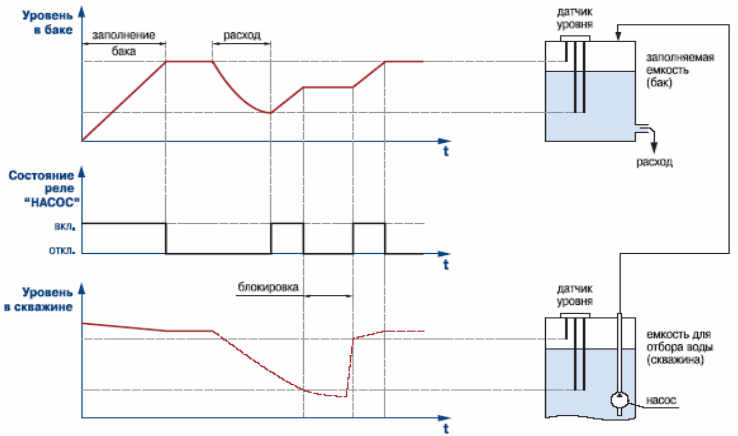 Уровень
в баке
заполнение
бака
расход
t
датчик
уровня
заполняемая
емкость
(бак)
расход
Состояние
реле
"НАСОС"
вкл.
откл.
t
Уровень
в скважине
блокировка
t
датчик
уровня
емкость для
отбора воды
(скважина)
насос